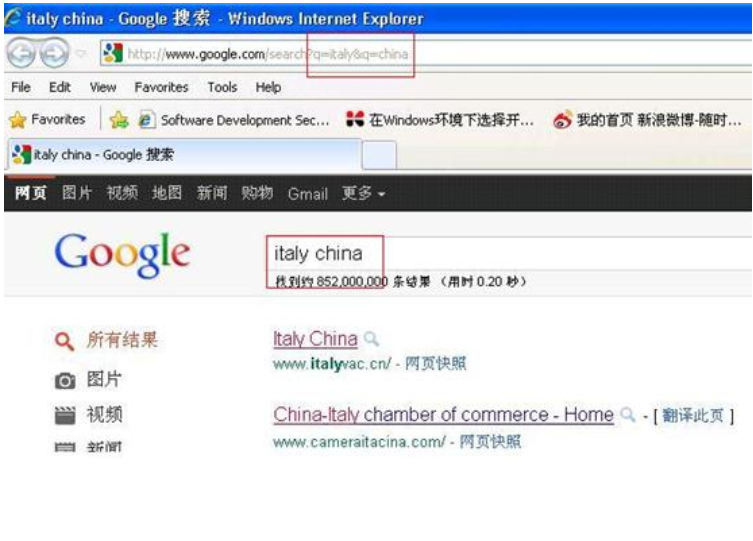 italy china - Google 搜索 - Windows Internet Explorer
http://www.google.com/search?q=italy&q=china
File Edit View Favorites Tools Help
Favorites Software Development Sec... 在Windows环境下选择开... 我的首页 新浪微博-随时...
italy china - Google 搜索
网页 图片 视频 地图 新闻 购物 Gmail 更多
Google italy china
找到约 852,000,000 条结果 (用时 0.20 秒)
所有结果
Italy China
www.italyvac.cn/ - 网页快照
图片
视频
China-Italy chamber of commerce - Home - [ 翻译此页 ]
www.cameraitacina.com/ - 网页快照
新闻